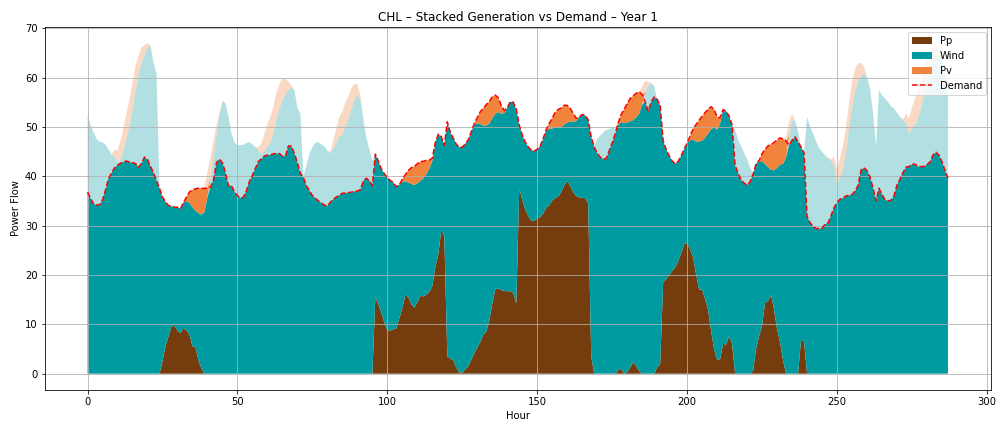 CHL – Stacked Generation vs Demand – Year 1
70
60
50
40
30
20
10
0
Power Flow
Pp
Wind
Pv
Demand
0
50
100
150
200
250
300
Hour